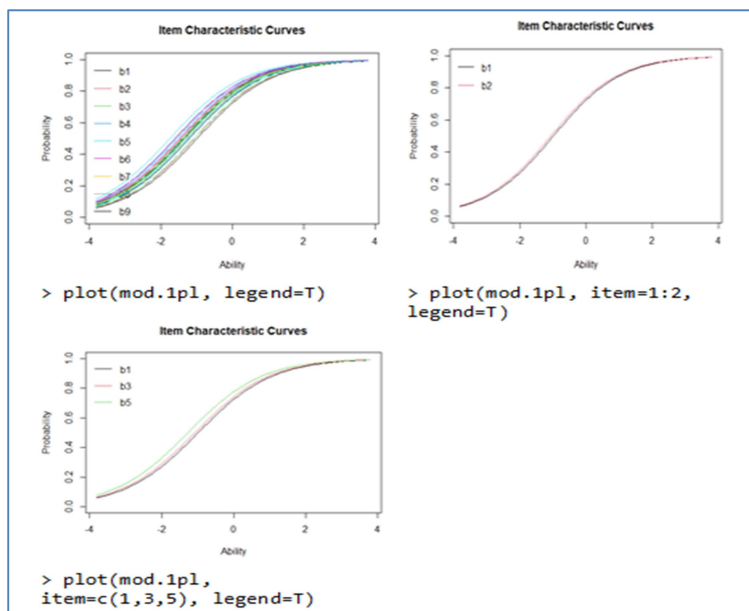 Item Characteristic Curves
Probability
1.0
0.8
0.6
0.4
0.2
0.0
b1
b2
b3
b4
b5
b6
b7
b9
-4
-2
0
2
4
Ability
> plot(mod.1pl, legend=T)
Item Characteristic Curves
Probability
1.0
0.8
0.6
0.4
0.2
0.0
b1
b2
-4
-2
0
2
4
Ability
> plot(mod.1pl, item=1:2,
legend=T)
Item Characteristic Curves
Probability
1.0
0.8
0.6
0.4
0.2
0.0
b1
b3
b5
-4
-2
0
2
4
Ability
> plot(mod.1pl,
item=c(1,3,5), legend=T)